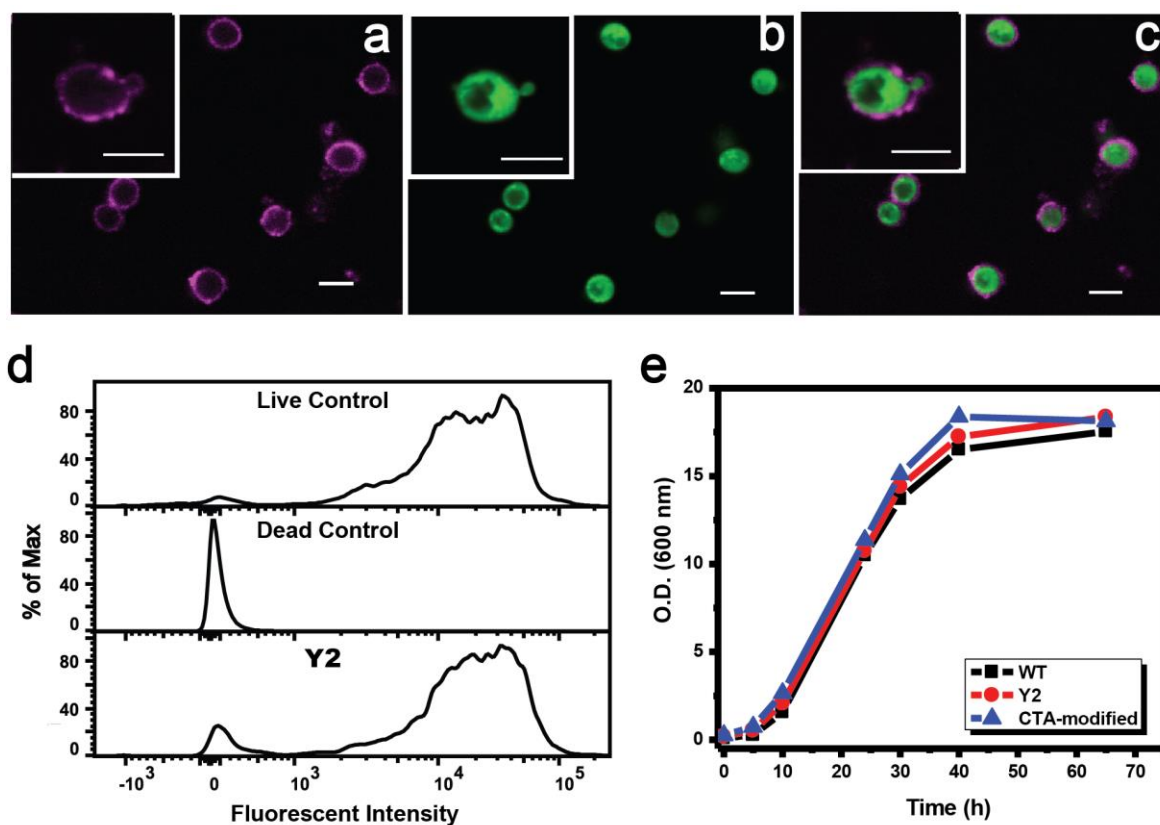 a
b
c
d
Live Control
80
40
0
Dead Control
80
40
0
Y2
80
40
0
% of Max
-10³ 0 10³ 10⁴ 10⁵
Fluorescent Intensity
e
20
15
10
5
0
O.D. (600 nm)
WT
Y2
CTA-modified
0 10 20 30 40 50 60 70
Time (h)